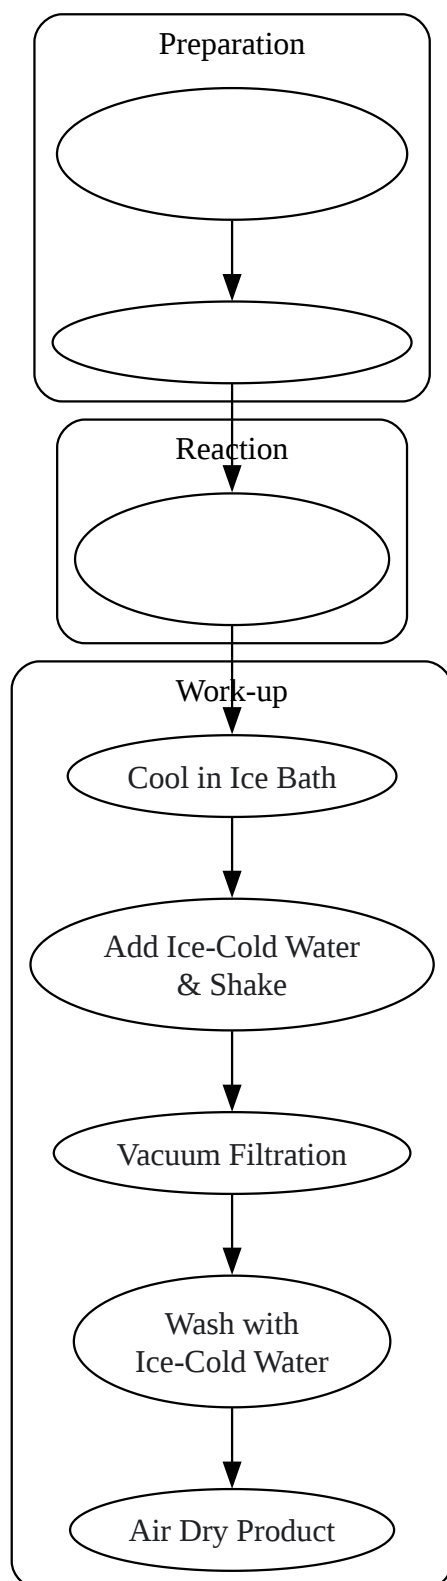 Preparation
Reaction
Work-up
Cool in Ice Bath
Add Ice-Cold Water
& Shake
Vacuum Filtration
Wash with
Ice-Cold Water
Air Dry Product